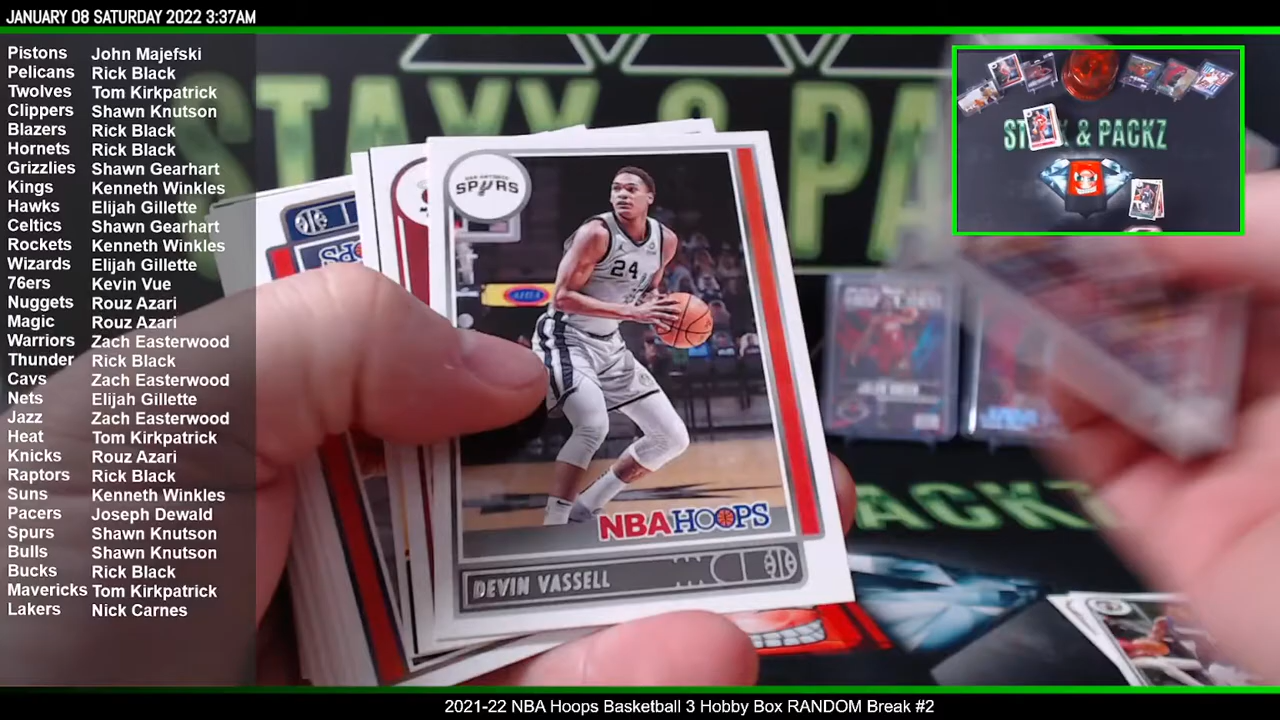 JANUARY 08 SATURDAY 2022 3:37AM
Pistons John Majefski
Pelicans Rick Black
Twolves Tom Kirkpatrick
Clippers Shawn Knutson
Blazers Rick Black
Hornets Rick Black
Grizzlies Shawn Gearhart
Kings Kenneth Winkles
Hawks Elijah Gillette
Celtics Shawn Gearhart
Rockets Kenneth Winkles
Wizards Elijah Gillette
76ers Kevin Vue
Nuggets Rouz Azari
Magic Rouz Azari
Warriors Zach Easterwood
Thunder Rick Black
Cavs Zach Easterwood
Nets Elijah Gillette
Jazz Zach Easterwood
Heat Tom Kirkpatrick
Knicks Rouz Azari
Raptors Rick Black
Suns Kenneth Winkles
Pacers Joseph Dewald
Spurs Shawn Knutson
Bulls Shawn Knutson
Bucks Rick Black
Mavericks Tom Kirkpatrick
Lakers Nick Carnes
SAN ANTONIO
SPURS
24
NBA HOOPS
DEVIN VASSELL
& PACKZ
2021-22 NBA Hoops Basketball 3 Hobby Box RANDOM Break #2